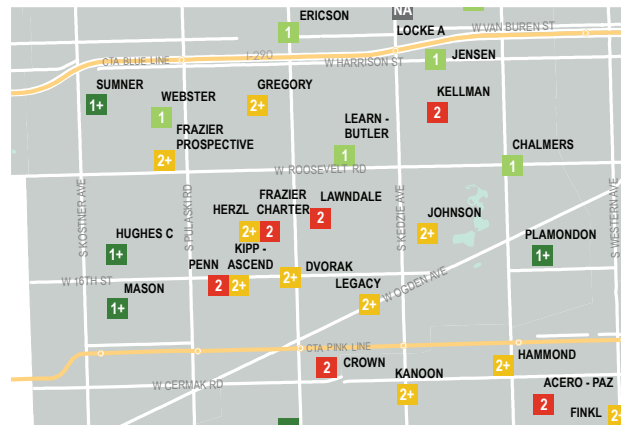 NA
ERICSON
1
LOCKE A
W VAN BUREN ST
CTA BLUE LINE
I-290
W HARRISON ST
JENSEN
1
SUMNER
1+
WEBSTER
1
GREGORY
2+
KELLMAN
2
FRAZIER
PROSPECTIVE
2+
LEARN -
BUTLER
1
CHALMERS
1
W ROOSEVELT RD
S KOSTNER AVE
S PULASKI RD
S KEDZIE AVE
S WESTERN AVE
HERZL
2+
FRAZIER
CHARTER
2
LAWNDALE
2
JOHNSON
2+
HUGHES C
1+
PLAMONDON
1+
PENN
2
KIPP -
ASCEND
2+
DVORAK
2+
W 16TH ST
MASON
1+
LEGACY
2+
W OGDEN AVE
CTA PINK LINE
CROWN
2
HAMMOND
2+
W CERMAK RD
KANOON
2+
ACERO - PAZ
2
FINKL
2+